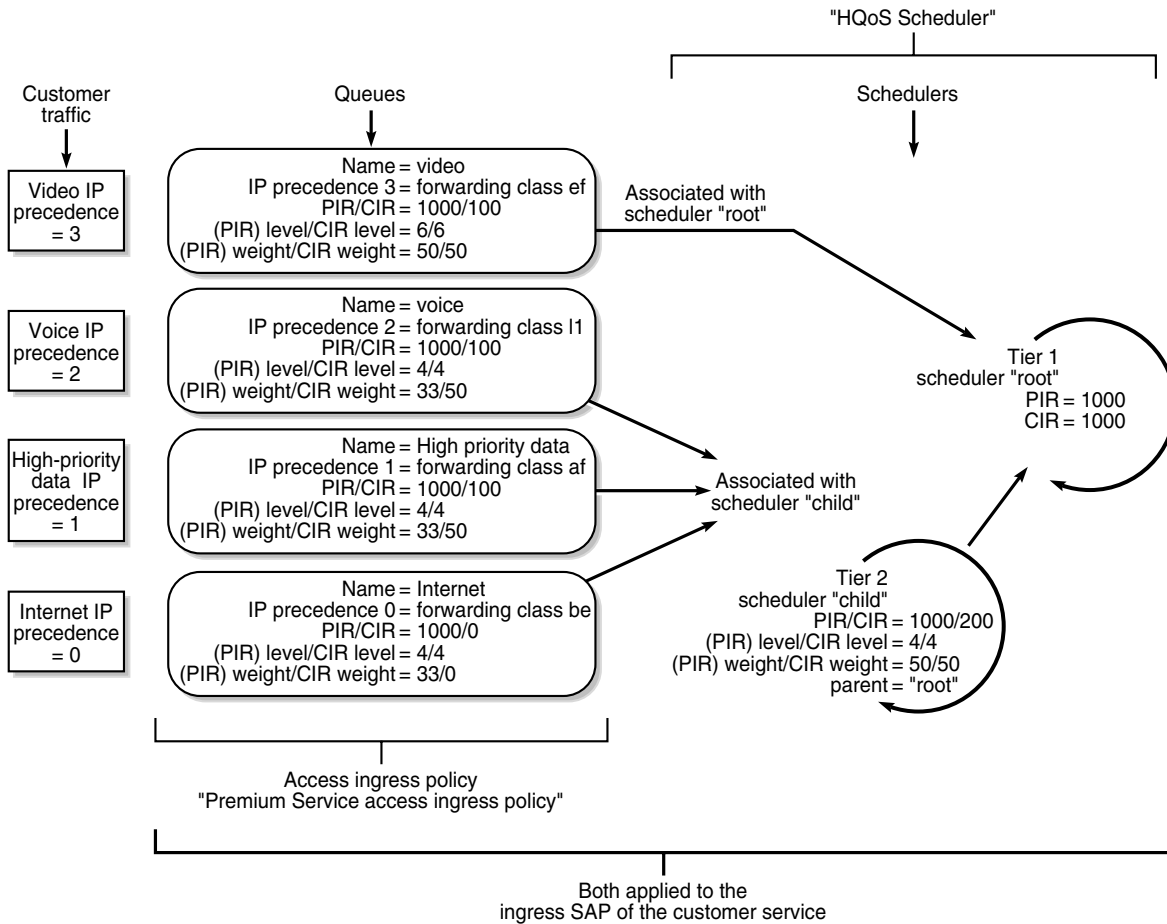 "HQoS Scheduler"
Customer
traffic
Queues
Schedulers
Video IP
precedence
= 3
Name = video
IP precedence 3 = forwarding class ef
PIR/CIR = 1000/100
(PIR) level/CIR level = 6/6
(PIR) weight/CIR weight = 50/50
Associated with
scheduler "root"
Voice IP
precedence
= 2
Name = voice
IP precedence 2 = forwarding class l1
PIR/CIR = 1000/100
(PIR) level/CIR level = 4/4
(PIR) weight/CIR weight = 33/50
Tier 1
scheduler "root"
PIR = 1000
CIR = 1000
High-priority
data IP
precedence
= 1
Name = High priority data
IP precedence 1 = forwarding class af
PIR/CIR = 1000/100
(PIR) level/CIR level = 4/4
(PIR) weight/CIR weight = 33/50
Associated with
scheduler "child"
Internet IP
precedence
= 0
Name = Internet
IP precedence 0 = forwarding class be
PIR/CIR = 1000/0
(PIR) level/CIR level = 4/4
(PIR) weight/CIR weight = 33/0
Tier 2
scheduler "child"
PIR/CIR = 1000/200
(PIR) level/CIR level = 4/4
(PIR) weight/CIR weight = 50/50
parent = "root"
Access ingress policy
"Premium Service access ingress policy"
Both applied to the
ingress SAP of the customer service